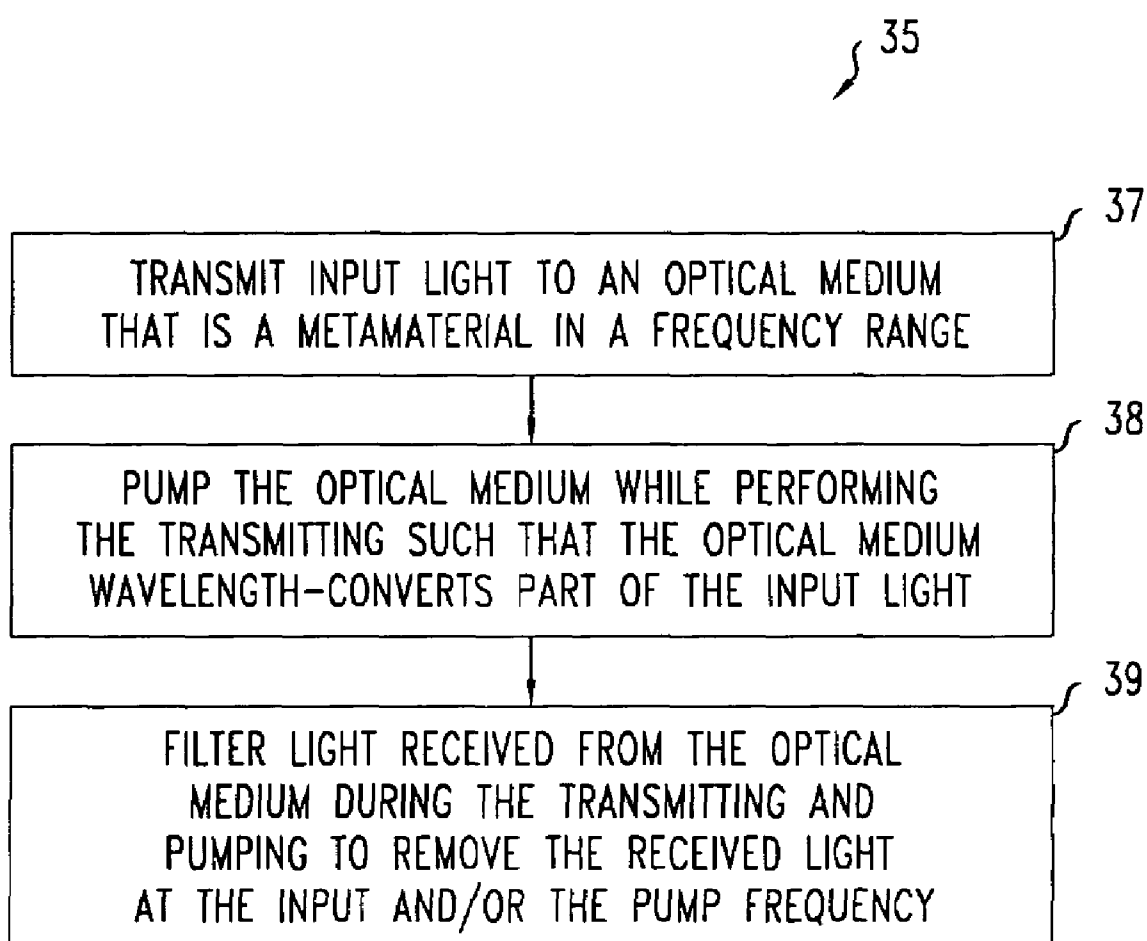 35
37
TRANSMIT INPUT LIGHT TO AN OPTICAL MEDIUM
THAT IS A METAMATERIAL IN A FREQUENCY RANGE
38
PUMP THE OPTICAL MEDIUM WHILE PERFORMING
THE TRANSMITTING SUCH THAT THE OPTICAL MEDIUM
WAVELENGTH-CONVERTS PART OF THE INPUT LIGHT
39
FILTER LIGHT RECEIVED FROM THE OPTICAL
MEDIUM DURING THE TRANSMITTING AND
PUMPING TO REMOVE THE RECEIVED LIGHT
AT THE INPUT AND/OR THE PUMP FREQUENCY